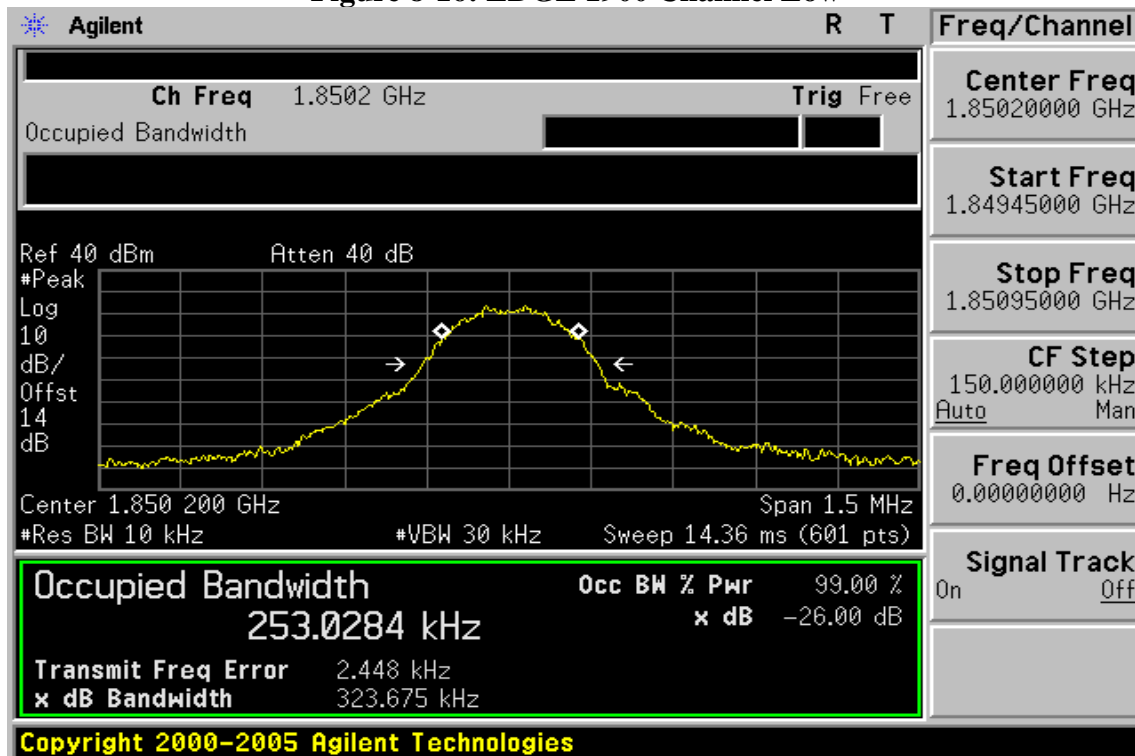 Agilent R T
Ch Freq 1.8502 GHz Trig Free
Occupied Bandwidth
Ref 40 dBm Atten 40 dB
#Peak
Log
10
dB/
Offst
14
dB
Center 1.850 200 GHz Span 1.5 MHz
#Res BW 10 kHz #VBW 30 kHz Sweep 14.36 ms (601 pts)
Occupied Bandwidth
253.0284 kHz
Occ BW % Pwr 99.00 %
x dB -26.00 dB
Transmit Freq Error 2.448 kHz
x dB Bandwidth 323.675 kHz
Copyright 2000-2005 Agilent Technologies
Freq/Channel
Center Freq
1.85020000 GHz
Start Freq
1.84945000 GHz
Stop Freq
1.85095000 GHz
CF Step
150.000000 kHz
Auto Man
Freq Offset
0.00000000 Hz
Signal Track
On Off